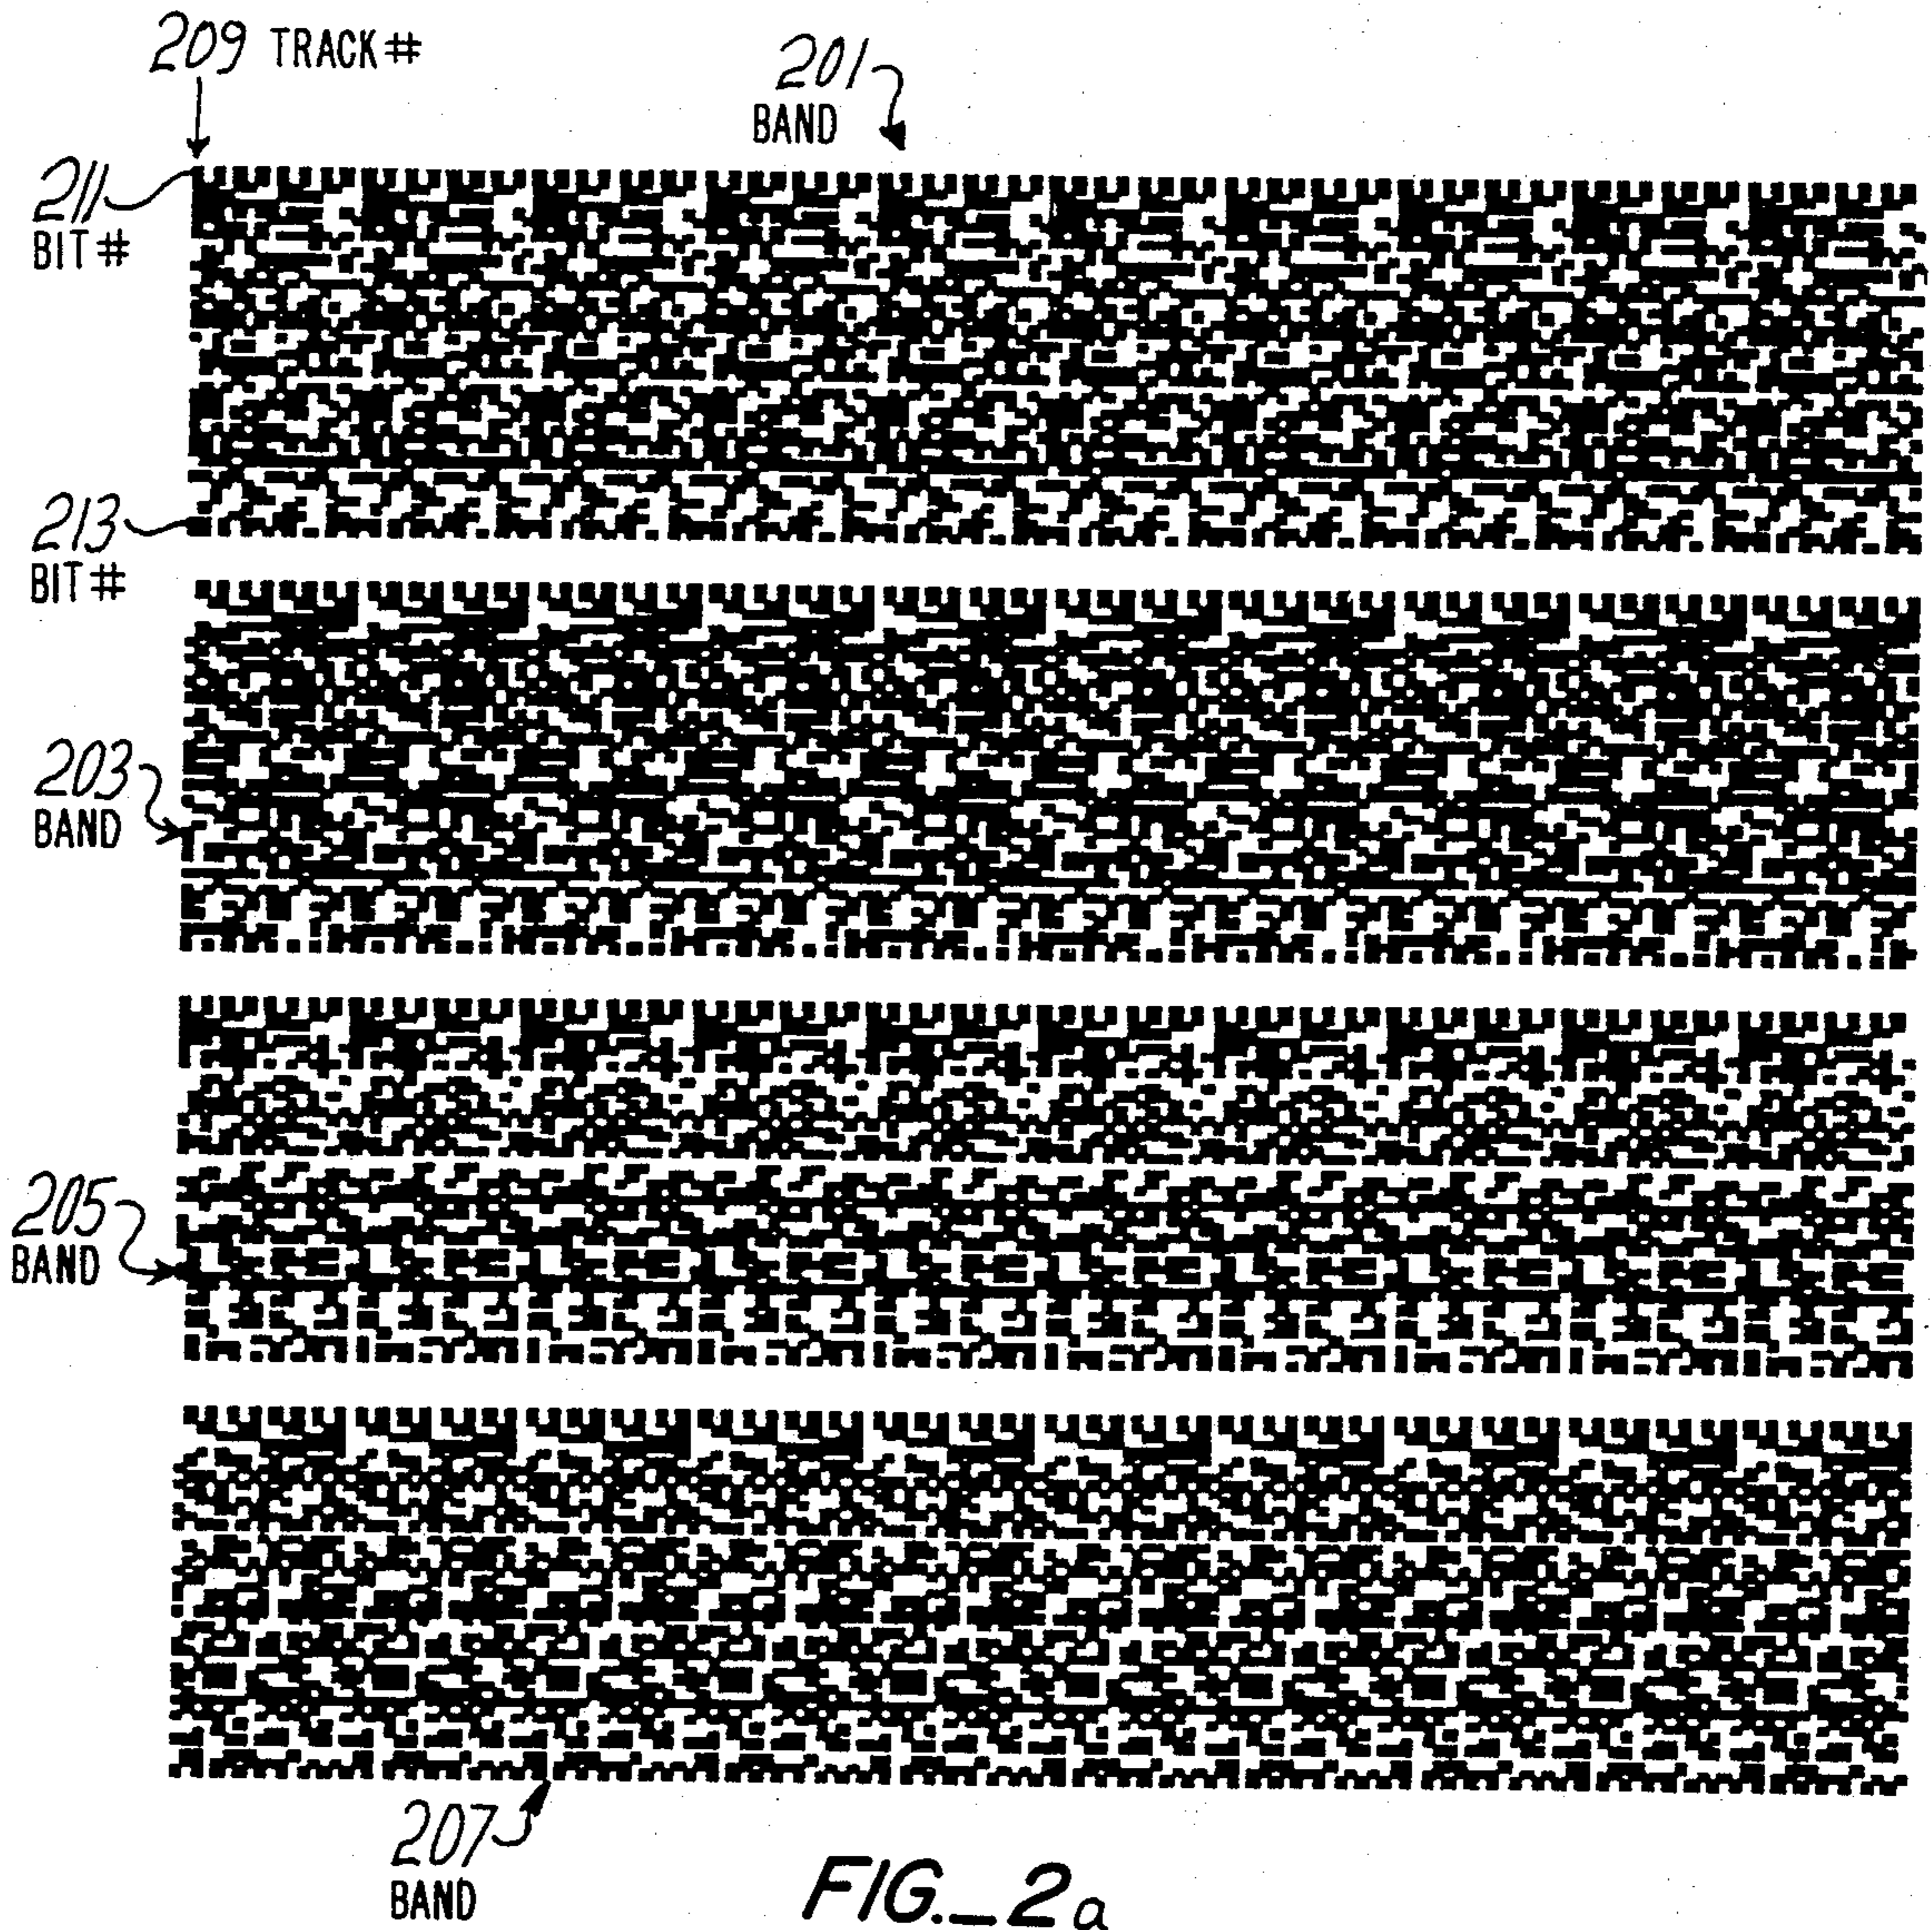 209 TRACK#
201
BAND
211
BIT#
213
BIT#
203
BAND
205
BAND
207
BAND
FIG._2a